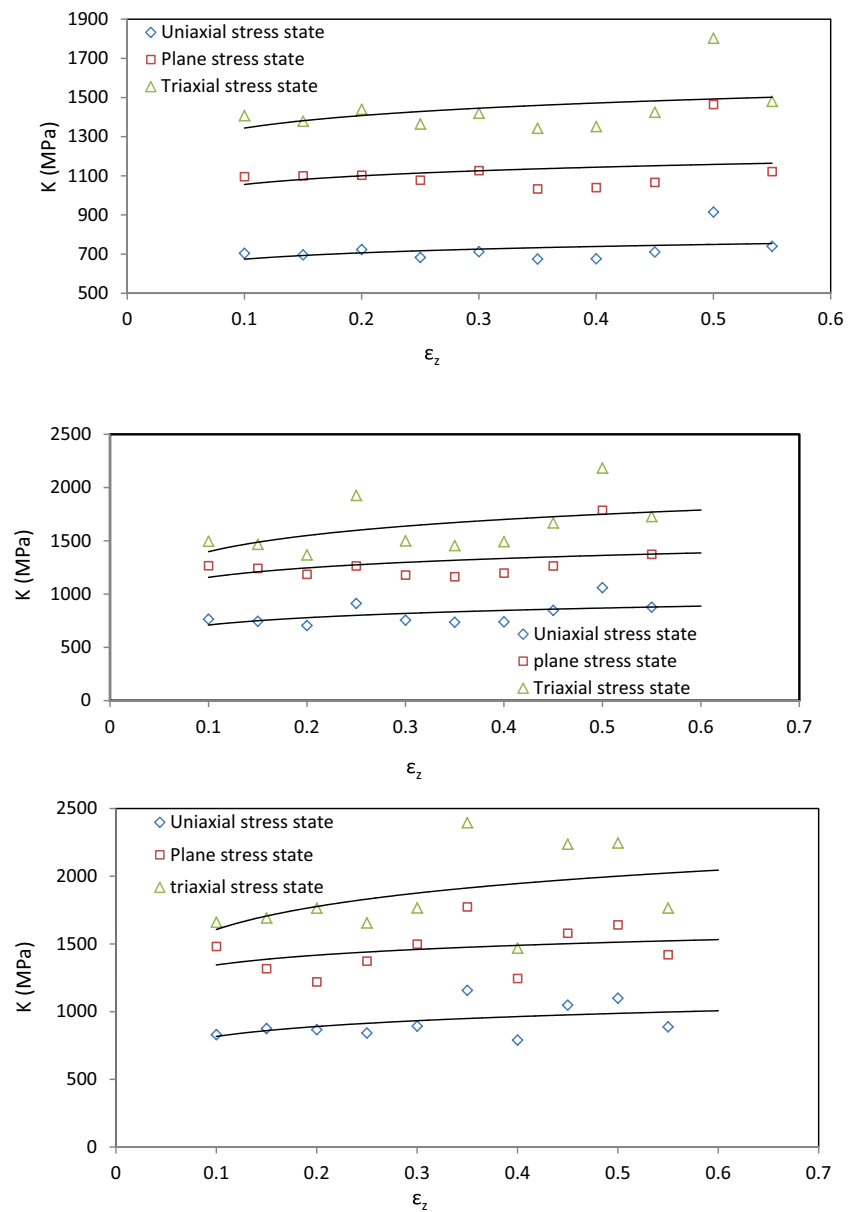 1900
1700
1500
1300
1100
900
700
500
K (MPa)
Uniaxial stress state
Plane stress state
Triaxial stress state
0 0.1 0.2 0.3 0.4 0.5 0.6
εz
2500
2000
1500
1000
500
0
K (MPa)
Uniaxial stress state
plane stress state
Triaxial stress state
0 0.1 0.2 0.3 0.4 0.5 0.6 0.7
εz
2500
2000
1500
1000
500
0
K (MPa)
Uniaxial stress state
Plane stress state
triaxial stress state
0 0.1 0.2 0.3 0.4 0.5 0.6 0.7
εz